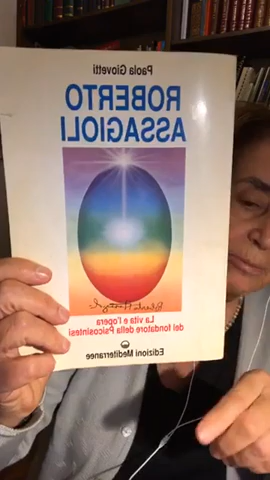 Paola Giovetti
ROBERTO
ASSAGIOLI
La vita e l'opera
del fondatore della Psicosintesi
Edizioni Mediterranee